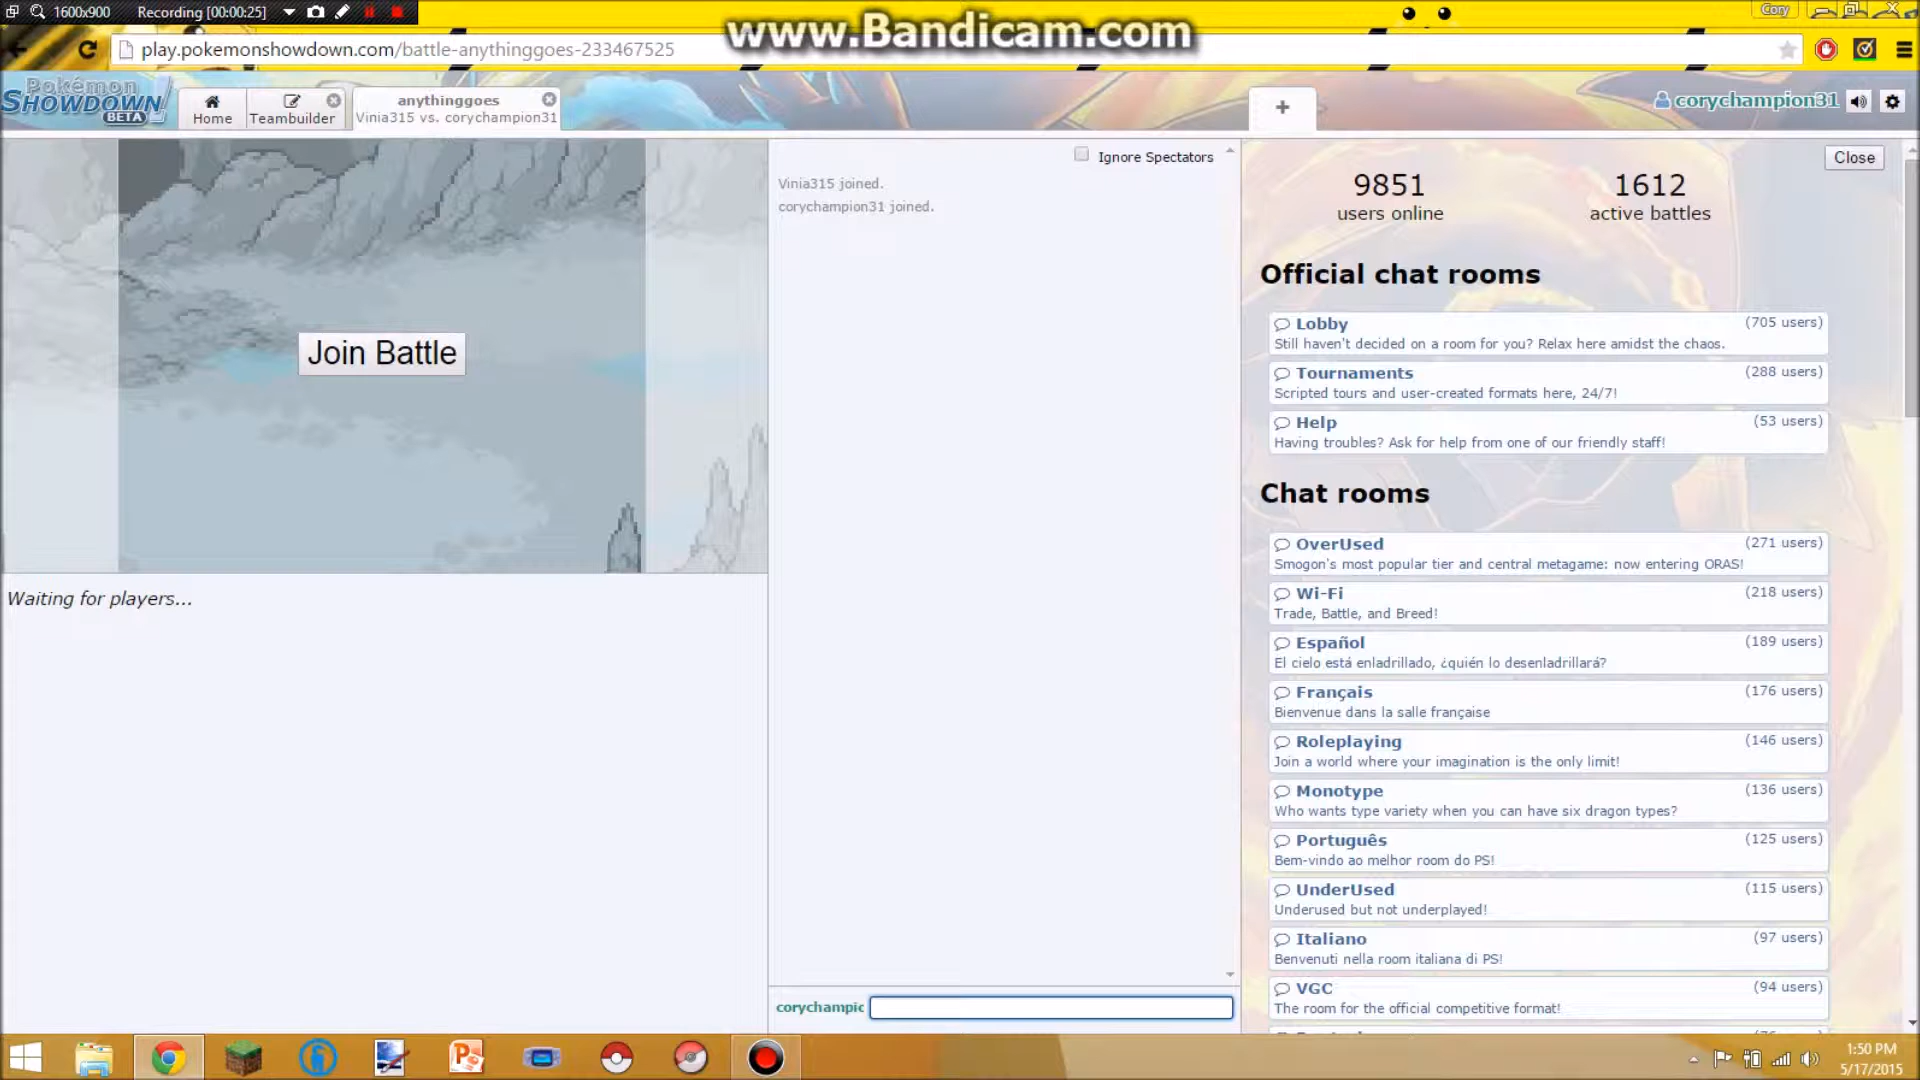 1600x900 Recording [00:00:25]
www.Bandicam.com
Cory
play.pokemonshowdown.com/battle-anythinggoes-233467525
Pokémon
SHOWDOWN!
BETA
Home
Teambuilder
anythinggoes
Vinia315 vs. corychampion31
+
corychampion31
Ignore Spectators
Close
Vinia315 joined.
corychampion31 joined.
9851
users online
1612
active battles
Join Battle
Waiting for players...
Official chat rooms
Lobby (705 users)
Still haven't decided on a room for you? Relax here amidst the chaos.
Tournaments (288 users)
Scripted tours and user-created formats here, 24/7!
Help (53 users)
Having troubles? Ask for help from one of our friendly staff!
Chat rooms
OverUsed (271 users)
Smogon's most popular tier and central metagame: now entering ORAS!
Wi-Fi (218 users)
Trade, Battle, and Breed!
Español (189 users)
El cielo está enladrillado, ¿quién lo desenladrillará?
Français (176 users)
Bienvenue dans la salle française
Roleplaying (146 users)
Join a world where your imagination is the only limit!
Monotype (136 users)
Who wants type variety when you can have six dragon types?
Português (125 users)
Bem-vindo ao melhor room do PS!
UnderUsed (115 users)
Underused but not underplayed!
Italiano (97 users)
Benvenuti nella room italiana di PS!
VGC (94 users)
The room for the official competitive format!
corychampic
1:50 PM
5/17/2015